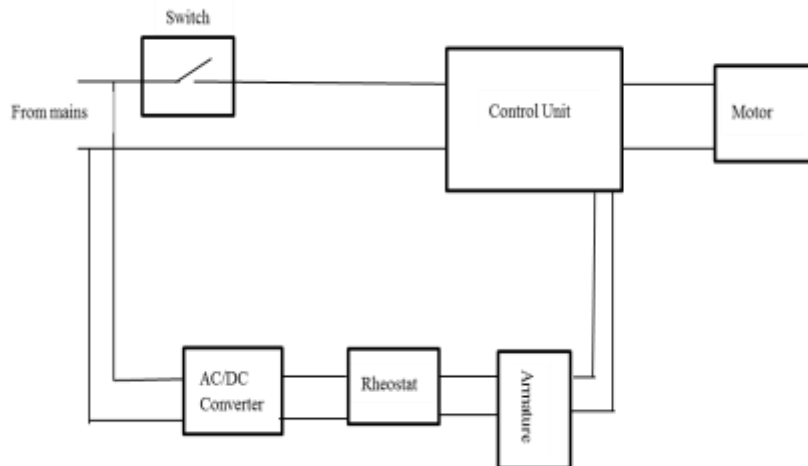 Switch
From mains
Control Unit
Motor
AC/DC
Converter
Rheostat
Armature